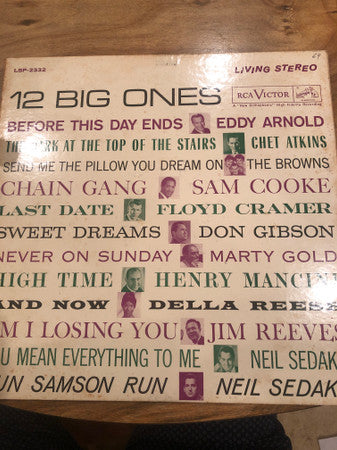 LSP-2332 LIVING STEREO
RCA VICTOR
12 BIG ONES
BEFORE THIS DAY ENDS EDDY ARNOLD
THE DARK AT THE TOP OF THE STAIRS CHET ATKINS
SEND ME THE PILLOW YOU DREAM ON THE BROWNS
CHAIN GANG SAM COOKE
LAST DATE FLOYD CRAMER
SWEET DREAMS DON GIBSON
NEVER ON SUNDAY MARTY GOLD
HIGH TIME HENRY MANCINI
AND NOW DELLA REESE
M I LOSING YOU JIM REEVES
U MEAN EVERYTHING TO ME NEIL SEDAK
UN SAMSON RUN NEIL SEDAK